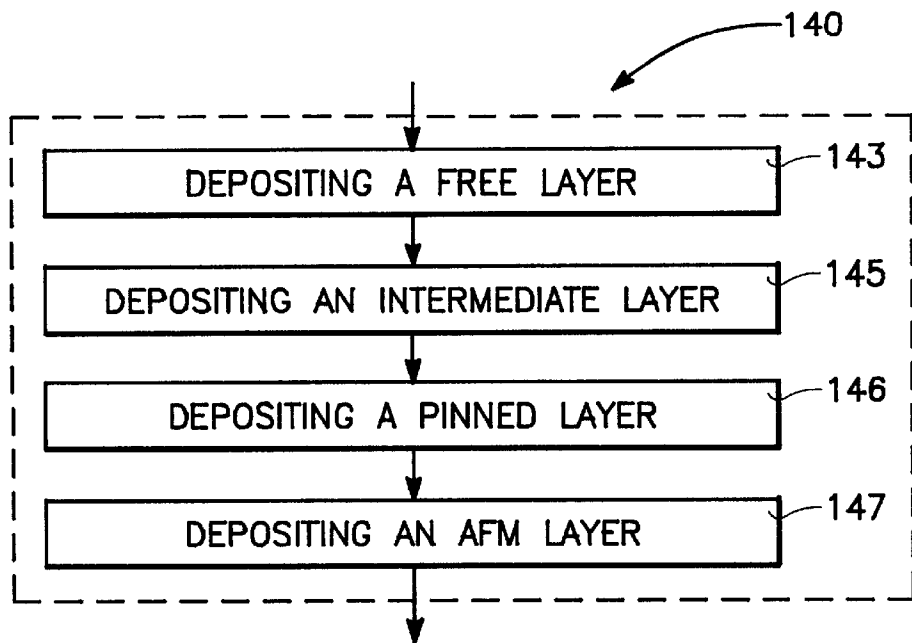 140
DEPOSITING A FREE LAYER
143
DEPOSITING AN INTERMEDIATE LAYER
145
DEPOSITING A PINNED LAYER
146
DEPOSITING AN AFM LAYER
147